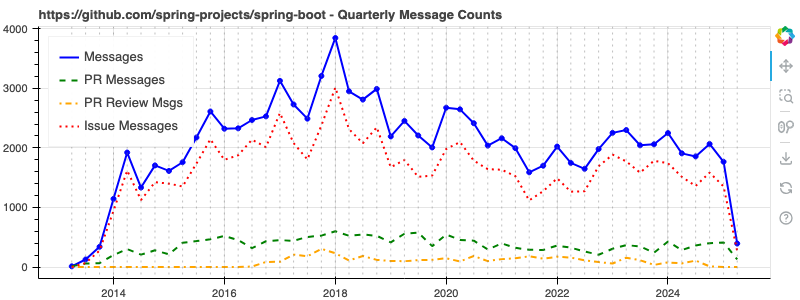 https://github.com/spring-projects/spring-boot - Quarterly Message Counts
Messages
PR Messages
PR Review Msgs
Issue Messages
4000
3000
2000
1000
0
2014
2016
2018
2020
2022
2024